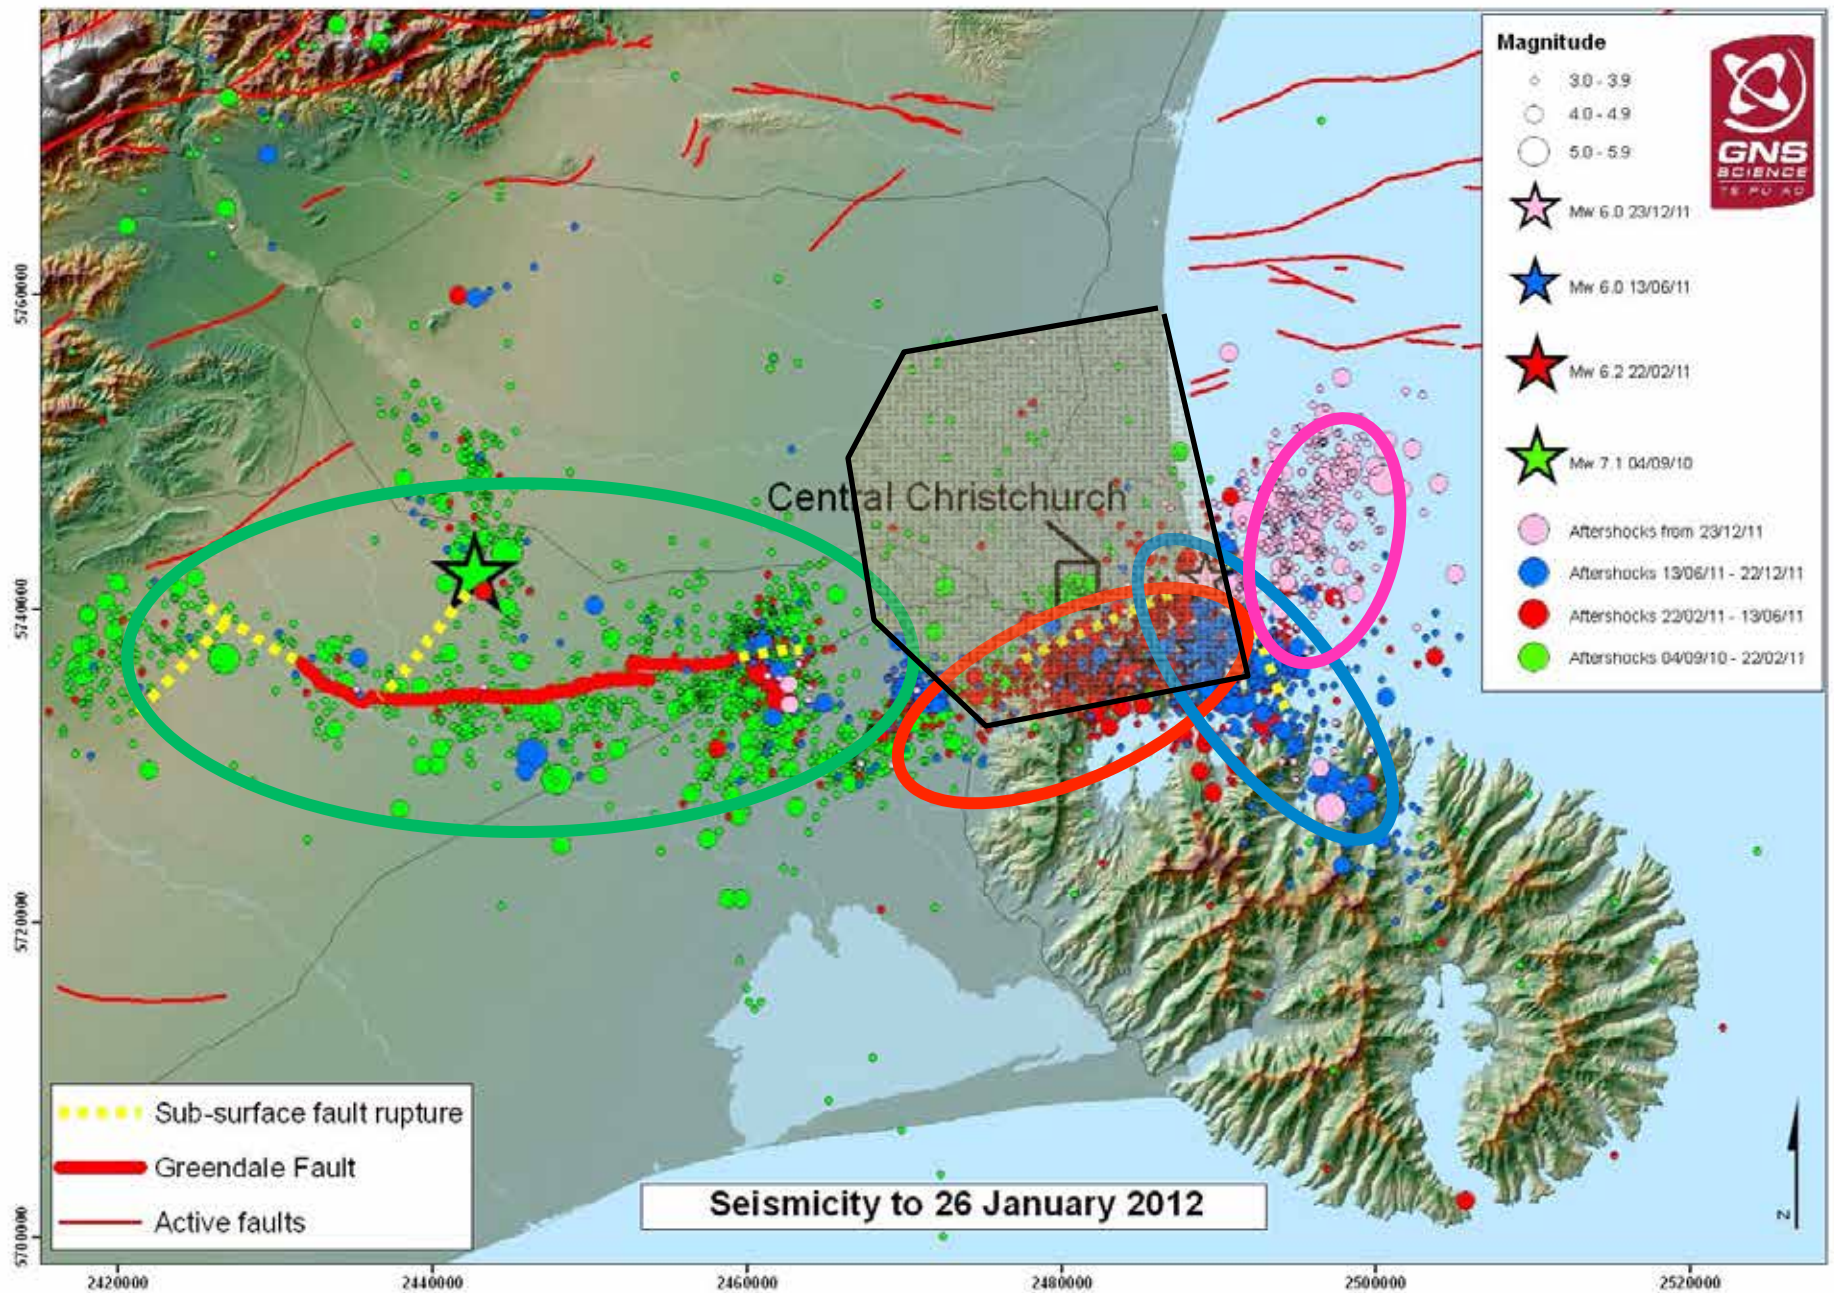 Magnitude
3.0 - 3.9
4.0 - 4.9
5.0 - 5.9
GNS
SCIENCE
TE PŪ AO
Mw 6.0 23/12/11
Mw 6.0 13/06/11
Mw 6.2 22/02/11
Mw 7.1 04/09/10
Aftershocks from 23/12/11
Aftershocks 13/06/11 - 22/12/11
Aftershocks 22/02/11 - 13/06/11
Aftershocks 04/09/10 - 22/02/11
Central Christchurch
5760000
5740000
5720000
5700000
Sub-surface fault rupture
Greendale Fault
Active faults
Seismicity to 26 January 2012
N
2420000
2440000
2460000
2480000
2500000
2520000